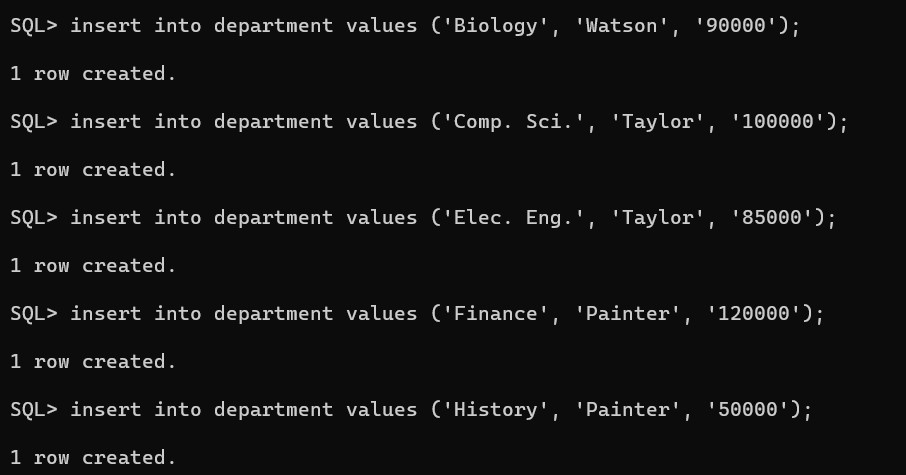 SQL> insert into department values ('Biology', 'Watson', '90000');
1 row created.
SQL> insert into department values ('Comp. Sci.', 'Taylor', '100000');
1 row created.
SQL> insert into department values ('Elec. Eng.', 'Taylor', '85000');
1 row created.
SQL> insert into department values ('Finance', 'Painter', '120000');
1 row created.
SQL> insert into department values ('History', 'Painter', '50000');
1 row created.